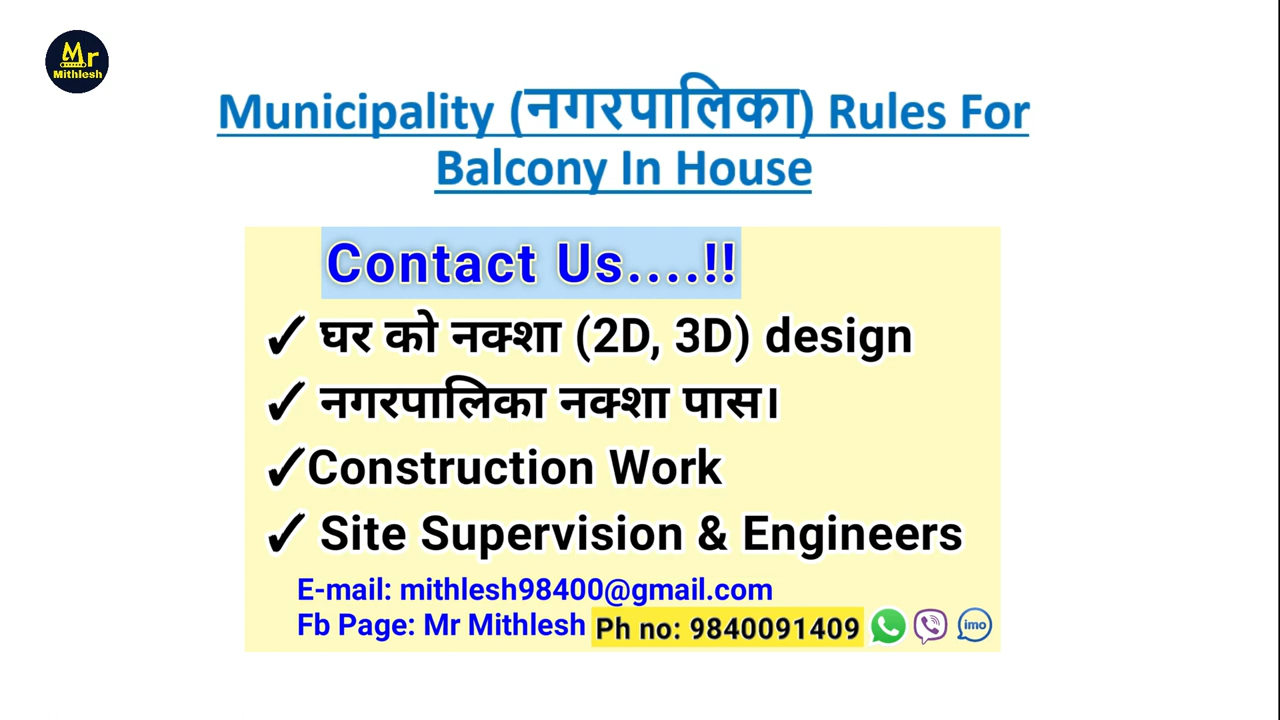 Mr
Mithlesh
Municipality (नगरपालिका) Rules For
Balcony In House
Contact Us....!!
✓ घर को नक्शा (2D, 3D) design
✓ नगरपालिका नक्शा पास।
✓Construction Work
✓ Site Supervision & Engineers
E-mail: mithlesh98400@gmail.com
Fb Page: Mr Mithlesh Ph no: 9840091409
imo